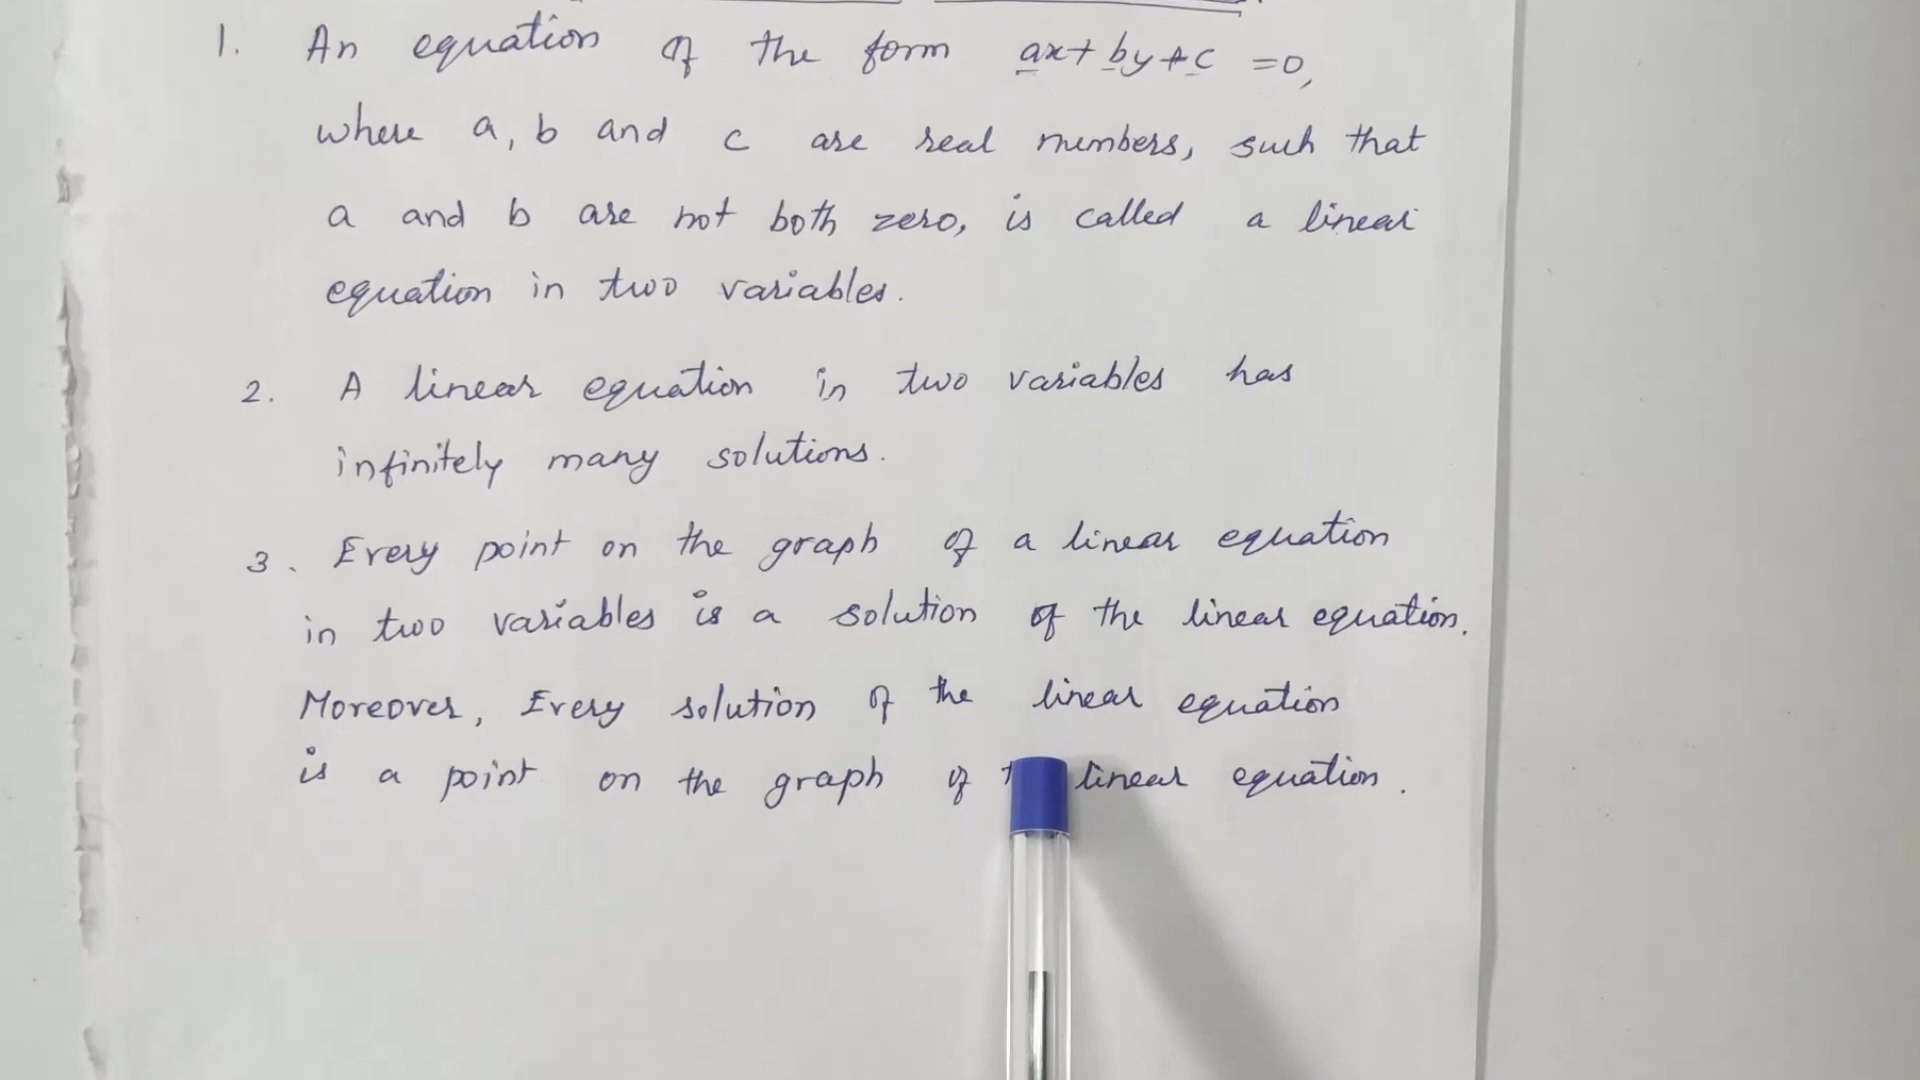 1. An equation of the form ax+by+c =0,
where a, b and c are real numbers, such that
a and b are not both zero, is called a linear
equation in two variables.
2. A linear equation in two variables has
infinitely many solutions.
3. Every point on the graph of a linear equation
in two variables is a solution of the linear equation.
Moreover, Every solution of the linear equation
is a point on the graph of linear equation.